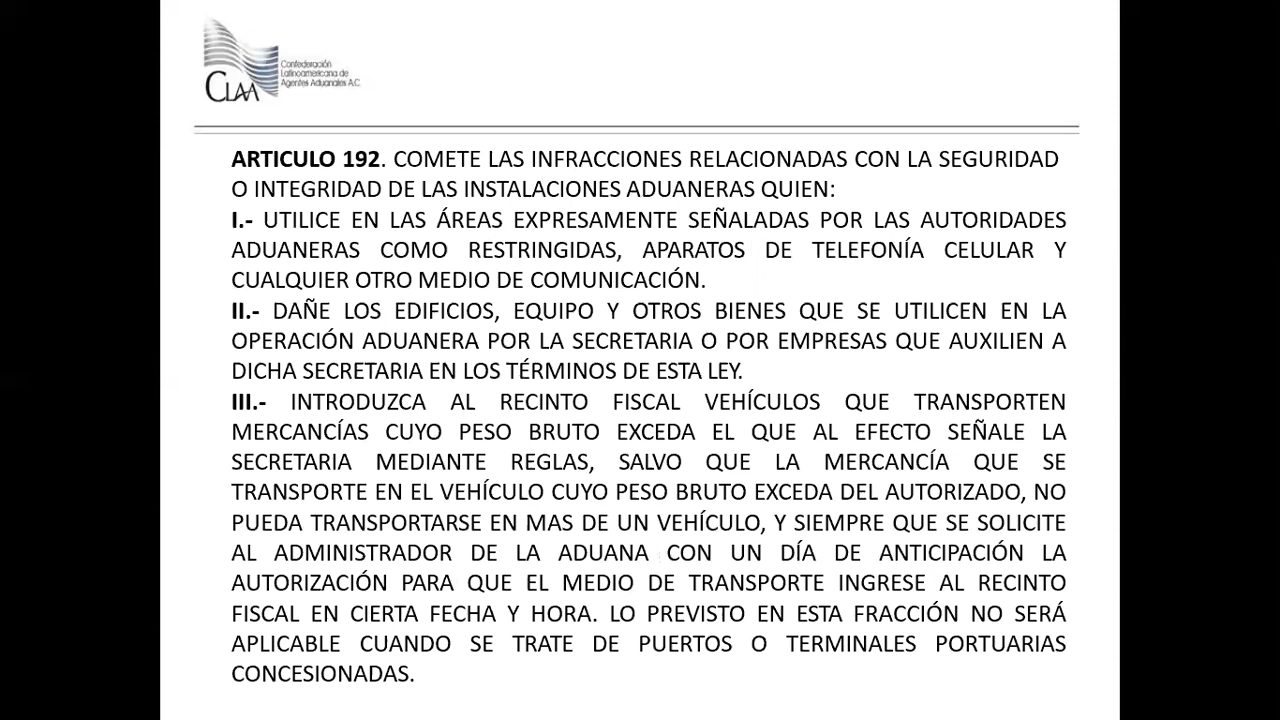 CLAA
Confederación
Latinoamericana de
Agentes Aduanales A.C.
ARTICULO 192. COMETE LAS INFRACCIONES RELACIONADAS CON LA SEGURIDAD
O INTEGRIDAD DE LAS INSTALACIONES ADUANERAS QUIEN:
I.- UTILICE EN LAS ÁREAS EXPRESAMENTE SEÑALADAS POR LAS AUTORIDADES
ADUANERAS COMO RESTRINGIDAS, APARATOS DE TELEFONÍA CELULAR Y
CUALQUIER OTRO MEDIO DE COMUNICACIÓN.
II.- DAÑE LOS EDIFICIOS, EQUIPO Y OTROS BIENES QUE SE UTILICEN EN LA
OPERACIÓN ADUANERA POR LA SECRETARIA O POR EMPRESAS QUE AUXILIEN A
DICHA SECRETARIA EN LOS TÉRMINOS DE ESTA LEY.
III.- INTRODUZCA AL RECINTO FISCAL VEHÍCULOS QUE TRANSPORTEN
MERCANCÍAS CUYO PESO BRUTO EXCEDA EL QUE AL EFECTO SEÑALE LA
SECRETARIA MEDIANTE REGLAS, SALVO QUE LA MERCANCÍA QUE SE
TRANSPORTE EN EL VEHÍCULO CUYO PESO BRUTO EXCEDA DEL AUTORIZADO, NO
PUEDA TRANSPORTARSE EN MAS DE UN VEHÍCULO, Y SIEMPRE QUE SE SOLICITE
AL ADMINISTRADOR DE LA ADUANA CON UN DÍA DE ANTICIPACIÓN LA
AUTORIZACIÓN PARA QUE EL MEDIO DE TRANSPORTE INGRESE AL RECINTO
FISCAL EN CIERTA FECHA Y HORA. LO PREVISTO EN ESTA FRACCIÓN NO SERÁ
APLICABLE CUANDO SE TRATE DE PUERTOS O TERMINALES PORTUARIAS
CONCESIONADAS.